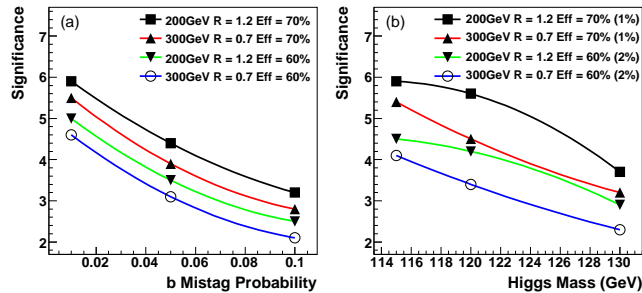 (a)
200GeV R = 1.2 Eff = 70%
300GeV R = 0.7 Eff = 70%
200GeV R = 1.2 Eff = 60%
300GeV R = 0.7 Eff = 60%
Significance
7
6
5
4
3
2
0.02 0.04 0.06 0.08 0.1
b Mistag Probability
(b)
200GeV R = 1.2 Eff = 70% (1%)
300GeV R = 0.7 Eff = 70% (1%)
200GeV R = 1.2 Eff = 60% (2%)
300GeV R = 0.7 Eff = 60% (2%)
Significance
7
6
5
4
3
2
114 116 118 120 122 124 126 128 130
Higgs Mass (GeV)